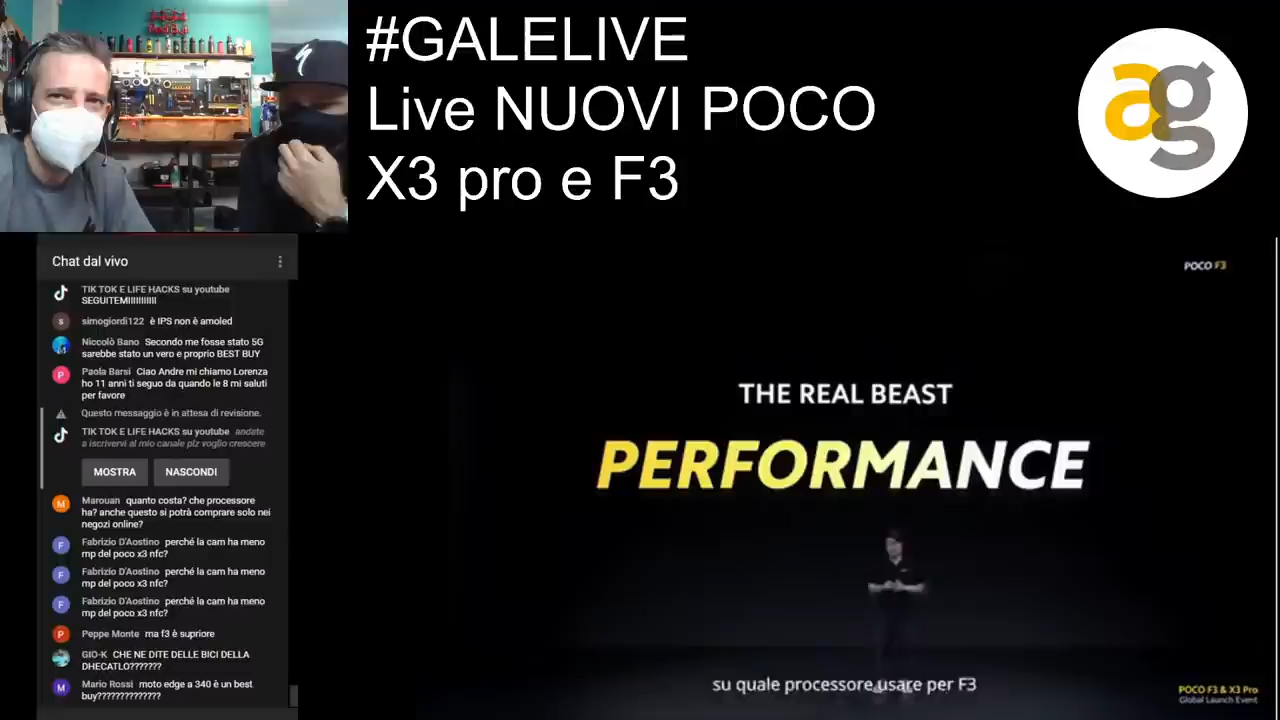 #GALELIVE
Live NUOVI POCO
X3 pro e F3
ag
Chat dal vivo
TIK TOK E LIFE HACKS su youtube
SEGUITEMIIIIIIIIIII
simogiordi122 è IPS non è amoled
Niccolò Bano Secondo me fosse stato 5G
sarebbe stato un vero e proprio BEST BUY
Paola Barsi Ciao Andre mi chiamo Lorenza
ho 11 anni ti seguo da quando le 8 mi saluti
per favore
Questo messaggio è in attesa di revisione.
TIK TOK E LIFE HACKS su youtube andate
a iscrivervi al mio canale plz voglio crescere
MOSTRA
NASCONDI
Marouan quanto costa? che processore
ha? anche questo si potrà comprare solo nei
negozi online?
Fabrizio D'Aostino perché la cam ha meno
mp del poco x3 nfc?
Fabrizio D'Aostino perché la cam ha meno
mp del poco x3 nfc?
Fabrizio D'Aostino perché la cam ha meno
mp del poco x3 nfc?
Peppe Monte ma f3 è supriore
GIO-K CHE NE DITE DELLE BICI DELLA
DHECATLO???????
Mario Rossi moto edge a 340 è un best
buy??????????????
POCO F3
THE REAL BEAST
PERFORMANCE
su quale processore usare per F3
POCO F3 & X3 Pro
Global Launch Event